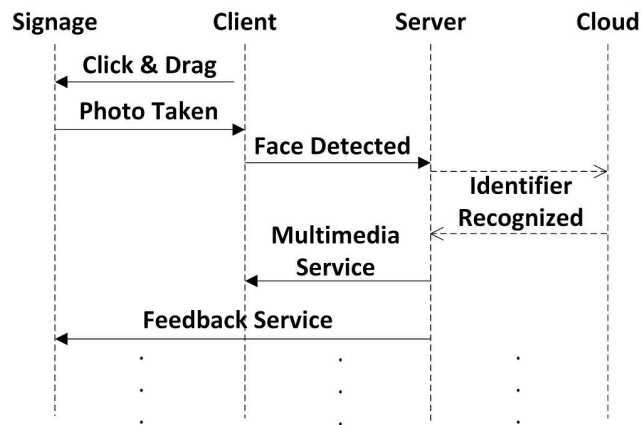 Signage Client Server Cloud
Click & Drag
Photo Taken
Face Detected
Identifier
Recognized
Multimedia
Service
Feedback Service